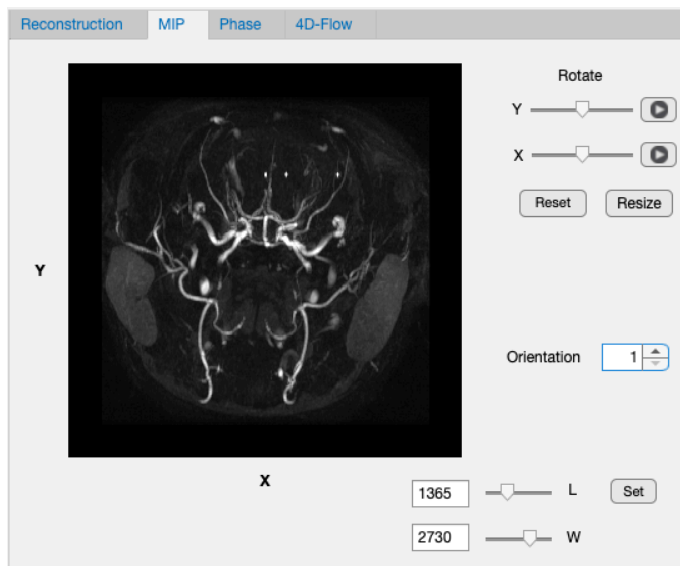 Reconstruction MIP Phase 4D-Flow
Rotate
Y
X
Reset Resize
Y
Orientation 1
X
1365 L Set
2730 W